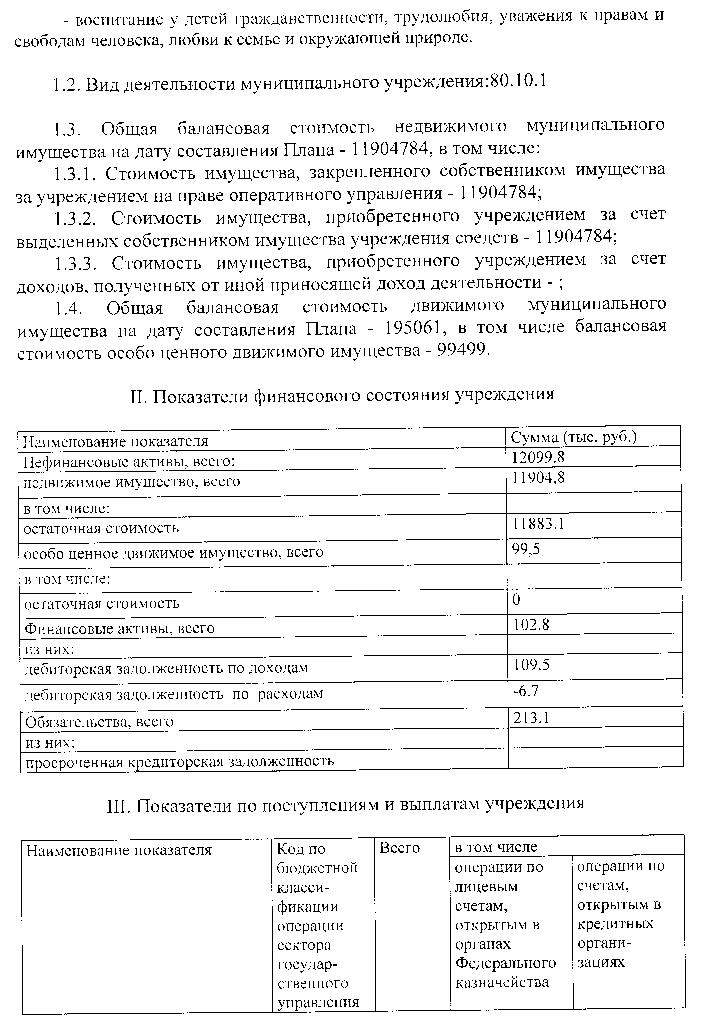 - воспитание у детей гражданственности, трудолюбия, уважения к правам и
свободам человека, любви к семье и окружающей природе.
1.2. Вид деятельности муниципального учреждения:80.10.1
1.3. Общая балансовая стоимость недвижимого муниципального
имущества на дату составления Плана - 11904784, в том числе:
1.3.1. Стоимость имущества, закрепленного собственником имущества
за учреждением на праве оперативного управления - 11904784;
1.3.2. Стоимость имущества, приобретенного учреждением за счет
выделенных собственником имущества учреждения средств - 11904784;
1.3.3. Стоимость имущества, приобретенного учреждением за счет
доходов, полученных от иной приносящей доход деятельности - ;
1.4. Общая балансовая стоимость движимого муниципального
имущества на дату составления Плана - 195061, в том числе балансовая
стоимость особо ценного движимого имущества - 99499.
II. Показатели финансового состояния учреждения
Наименование показателя Сумма (тыс. руб.)
Нефинансовые активы, всего: 12099.8
недвижимое имущество, всего 11904.8
в том числе:
остаточная стоимость 11883.1
особо ценное движимое имущество, всего 99,5
в том числе:
остаточная стоимость 0
Финансовые активы, всего 102.8
из них:
дебиторская задолженность по доходам 109.5
дебиторская задолженность по расходам -6.7
Обязательства, всего 213.1
из них:
просроченная кредиторская задолженность
III. Показатели по поступлениям и выплатам учреждения
Наименование показателя Код по Всего в том числе
бюджетной операции по операции по
класси- лицевым счетам,
фикации счетам, открытым в
операции открытым в кредитных
сектора органах органи-
государ- Федерального зациях
ственного казначейства
управления